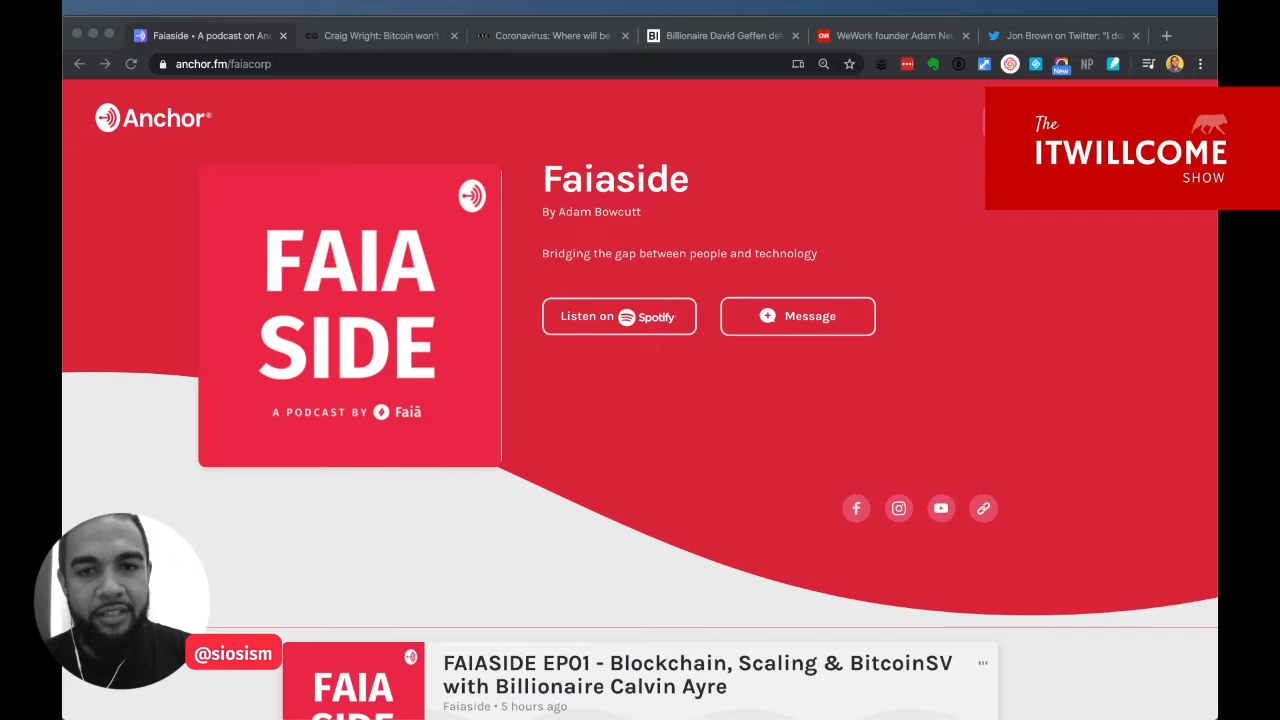 Faiaside • A podcast on Anc
Craig Wright: Bitcoin won't
Coronavirus: Where will be
BI
Billionaire David Geffen del
CNN
WeWork founder Adam Neu
Jon Brown on Twitter: "I do
anchor.fm/faiacorp
New
NP
Anchor®
The
ITWILLCOME
SHOW
FAIA
SIDE
A PODCAST BY Faiā
Faiaside
By Adam Bowcutt
Bridging the gap between people and technology
Listen on Spotify
Message
@siosism
FAIA
FAIASIDE EP01 - Blockchain, Scaling & BitcoinSV
with Billionaire Calvin Ayre
Faiaside • 5 hours ago